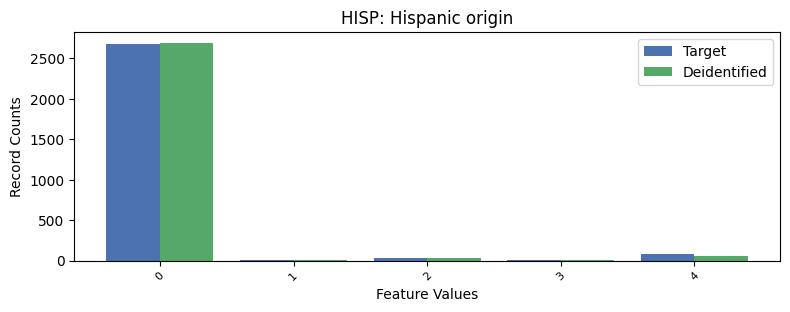 HISP: Hispanic origin
Target
Deidentified
Record Counts
2500
2000
1500
1000
500
0
0 1 2 3 4
Feature Values